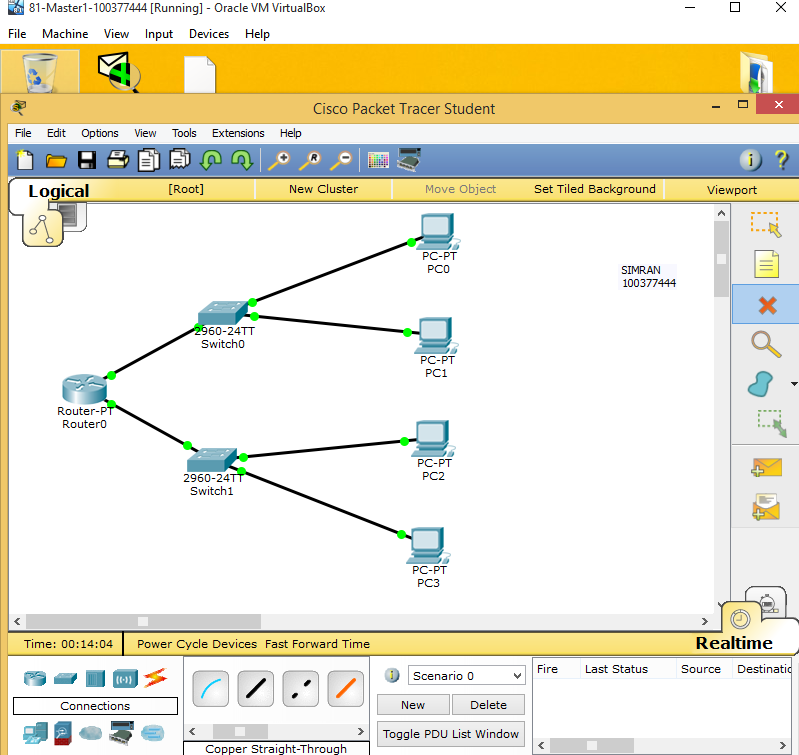 81-Master1-100377444 [Running] - Oracle VM VirtualBox
File Machine View Input Devices Help
Cisco Packet Tracer Student
File Edit Options View Tools Extensions Help
Logical [Root] New Cluster Move Object Set Tiled Background Viewport
PC-PT
PC0
SIMRAN
100377444
2960-24TT
Switch0
PC-PT
PC1
Router-PT
Router0
PC-PT
PC2
2960-24TT
Switch1
PC-PT
PC3
Time: 00:14:04 Power Cycle Devices Fast Forward Time
Realtime
Connections
Copper Straight-Through
Scenario 0
New Delete
Toggle PDU List Window
Fire Last Status Source Destinatio